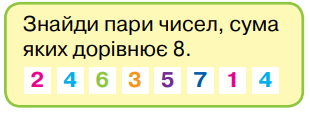 Знайди пари чисел, сума
яких дорівнює 8.
2 4 6 3 5 7 1 4